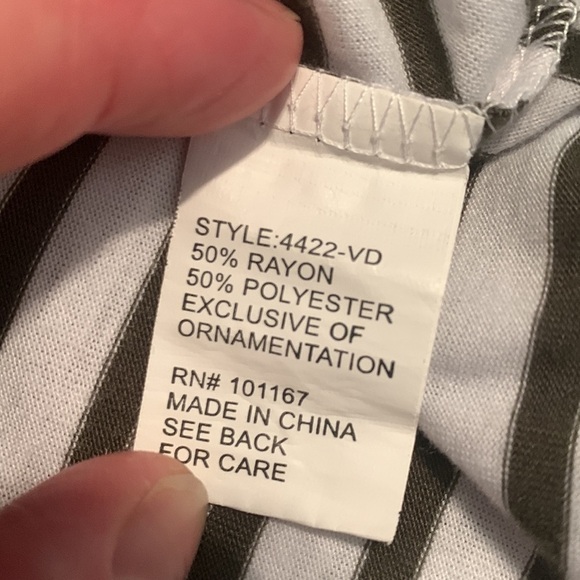 STYLE:4422-VD
50% RAYON
50% POLYESTER
EXCLUSIVE OF
ORNAMENTATION
RN# 101167
MADE IN CHINA
SEE BACK
FOR CARE